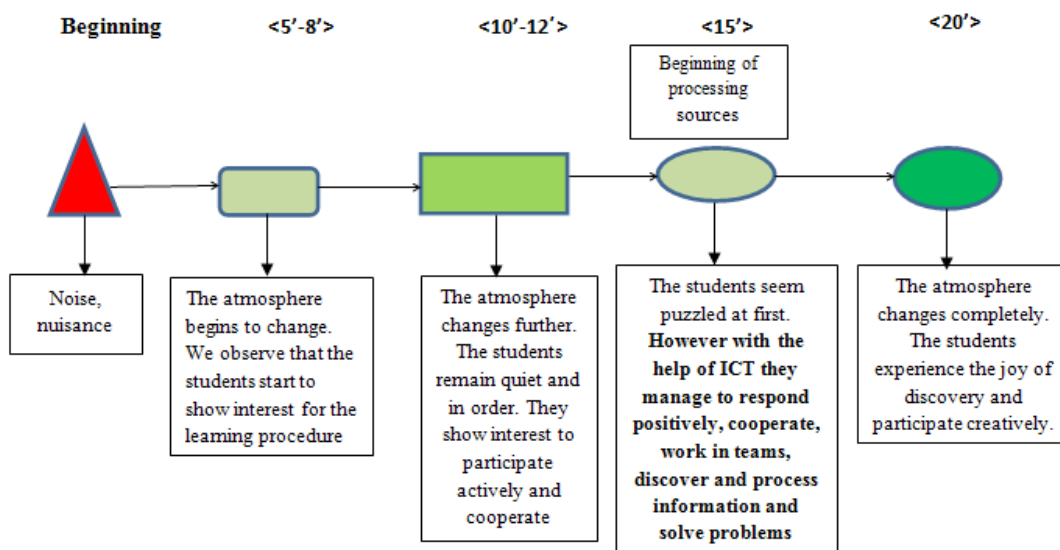 Beginning
<5'-8'>
<10'-12'>
<15'>
<20'>
Beginning of
processing
sources
Noise,
nuisance
The atmosphere
begins to change.
We observe that the
students start to
show interest for the
learning procedure
The atmosphere
changes further.
The students
remain quiet and
in order. They
show interest to
participate
actively and
cooperate
The students seem
puzzled at first.
However with the
help of ICT they
manage to respond
positively, cooperate,
work in teams,
discover and process
information and
solve problems
The atmosphere
changes completely.
The students
experience the joy of
discovery and
participate creatively.